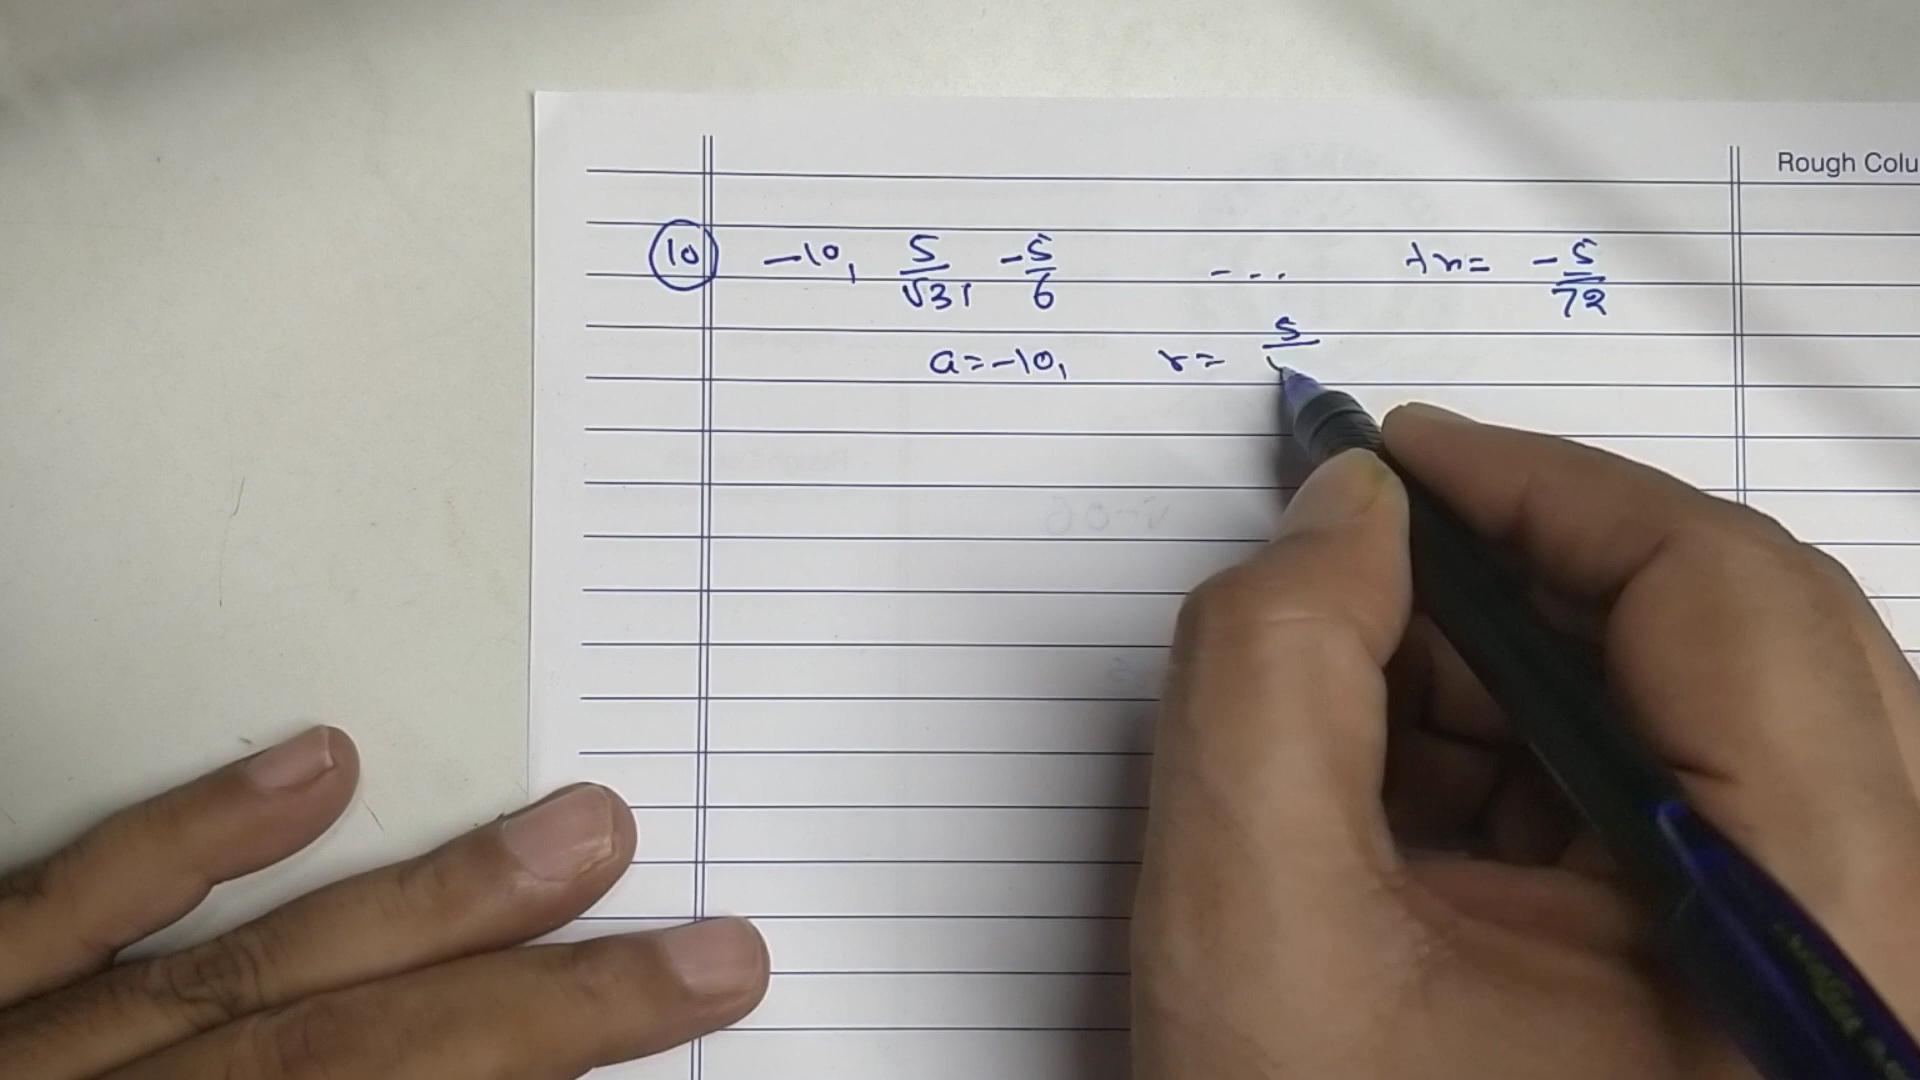 Rough Colu
10 -10, 5/√3, -5/6 ... tn= -5/72
a=-10, r= 5/